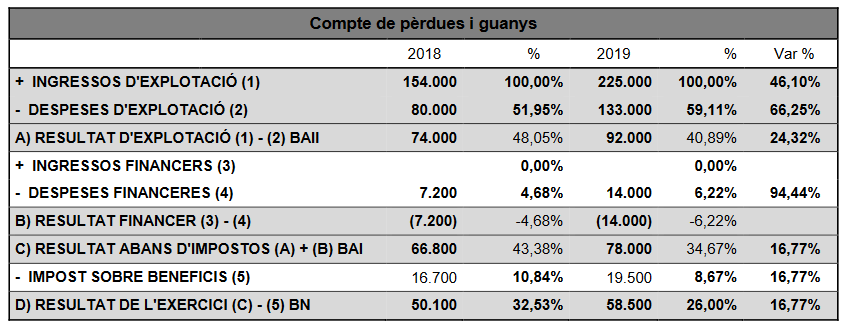 Compte de pèrdues i guanys
2018 % 2019 % Var %
+ INGRESSOS D'EXPLOTACIÓ (1) 154.000 100,00% 225.000 100,00% 46,10%
- DESPESES D'EXPLOTACIÓ (2) 80.000 51,95% 133.000 59,11% 66,25%
A) RESULTAT D'EXPLOTACIÓ (1) - (2) BAII 74.000 48,05% 92.000 40,89% 24,32%
+ INGRESSOS FINANCERS (3) 0,00% 0,00%
- DESPESES FINANCERES (4) 7.200 4,68% 14.000 6,22% 94,44%
B) RESULTAT FINANCER (3) - (4) (7.200) -4,68% (14.000) -6,22%
C) RESULTAT ABANS D'IMPOSTOS (A) + (B) BAI 66.800 43,38% 78.000 34,67% 16,77%
- IMPOST SOBRE BENEFICIS (5) 16.700 10,84% 19.500 8,67% 16,77%
D) RESULTAT DE L'EXERCICI (C) - (5) BN 50.100 32,53% 58.500 26,00% 16,77%